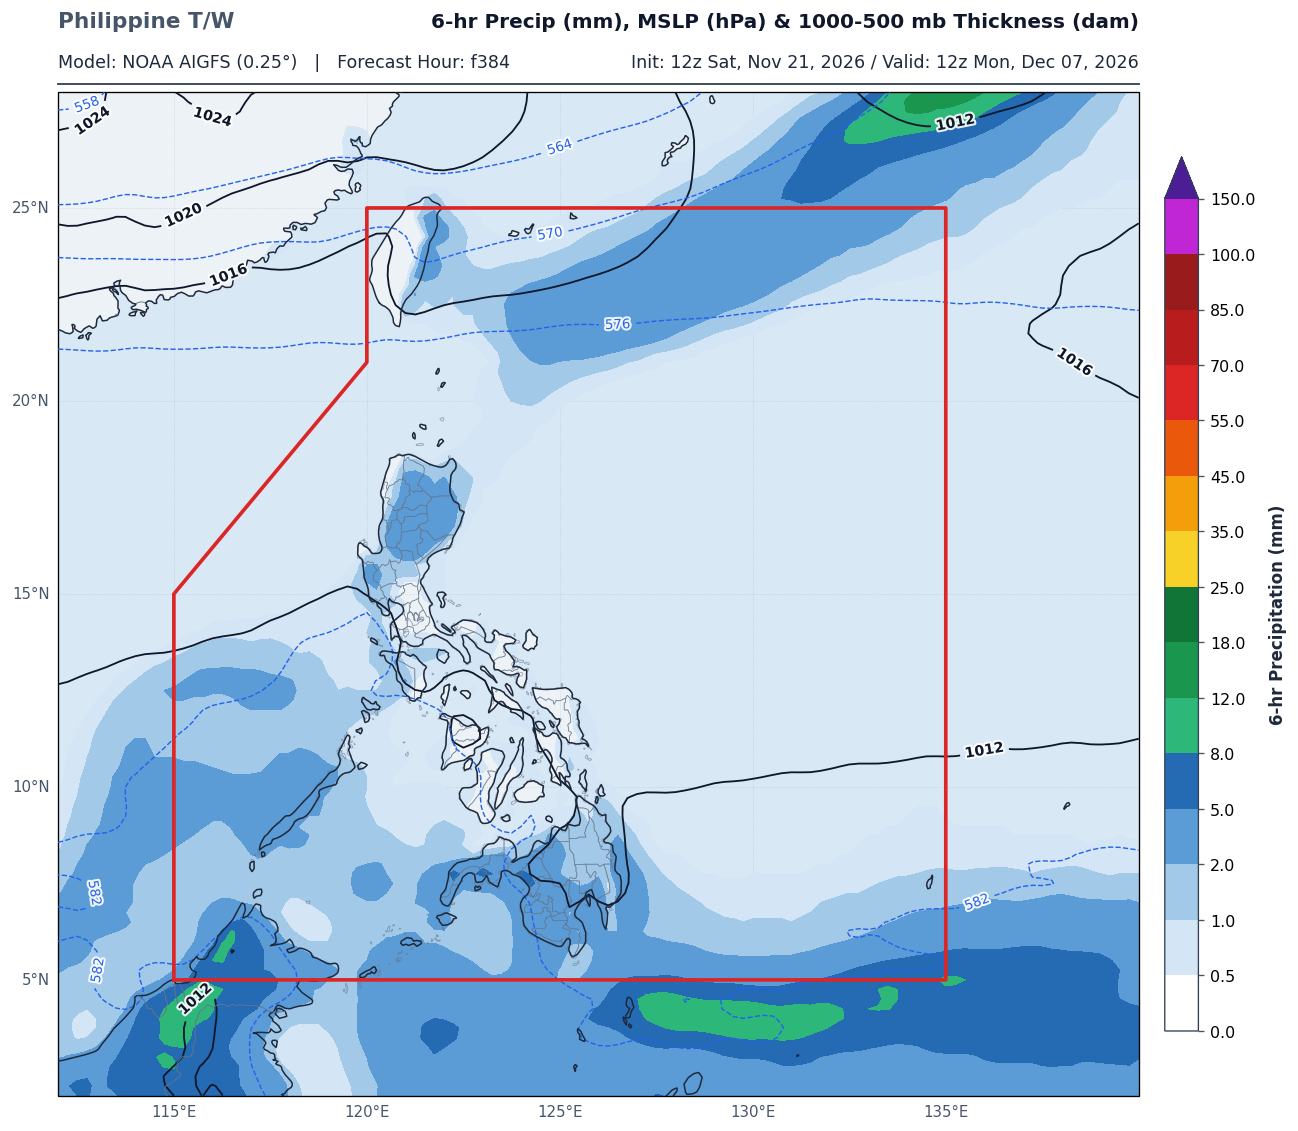 Philippine T/W
6-hr Precip (mm), MSLP (hPa) & 1000-500 mb Thickness (dam)
Model: NOAA AIGFS (0.25°) | Forecast Hour: f384
Init: 12z Sat, Nov 21, 2026 / Valid: 12z Mon, Dec 07, 2026
558
1024
1024
1012
564
1020
570
1016
576
1016
1012
582
582
582
1012
25°N
20°N
15°N
10°N
5°N
115°E
120°E
125°E
130°E
135°E
150.0
100.0
85.0
70.0
55.0
45.0
35.0
25.0
18.0
12.0
8.0
5.0
2.0
1.0
0.5
0.0
6-hr Precipitation (mm)